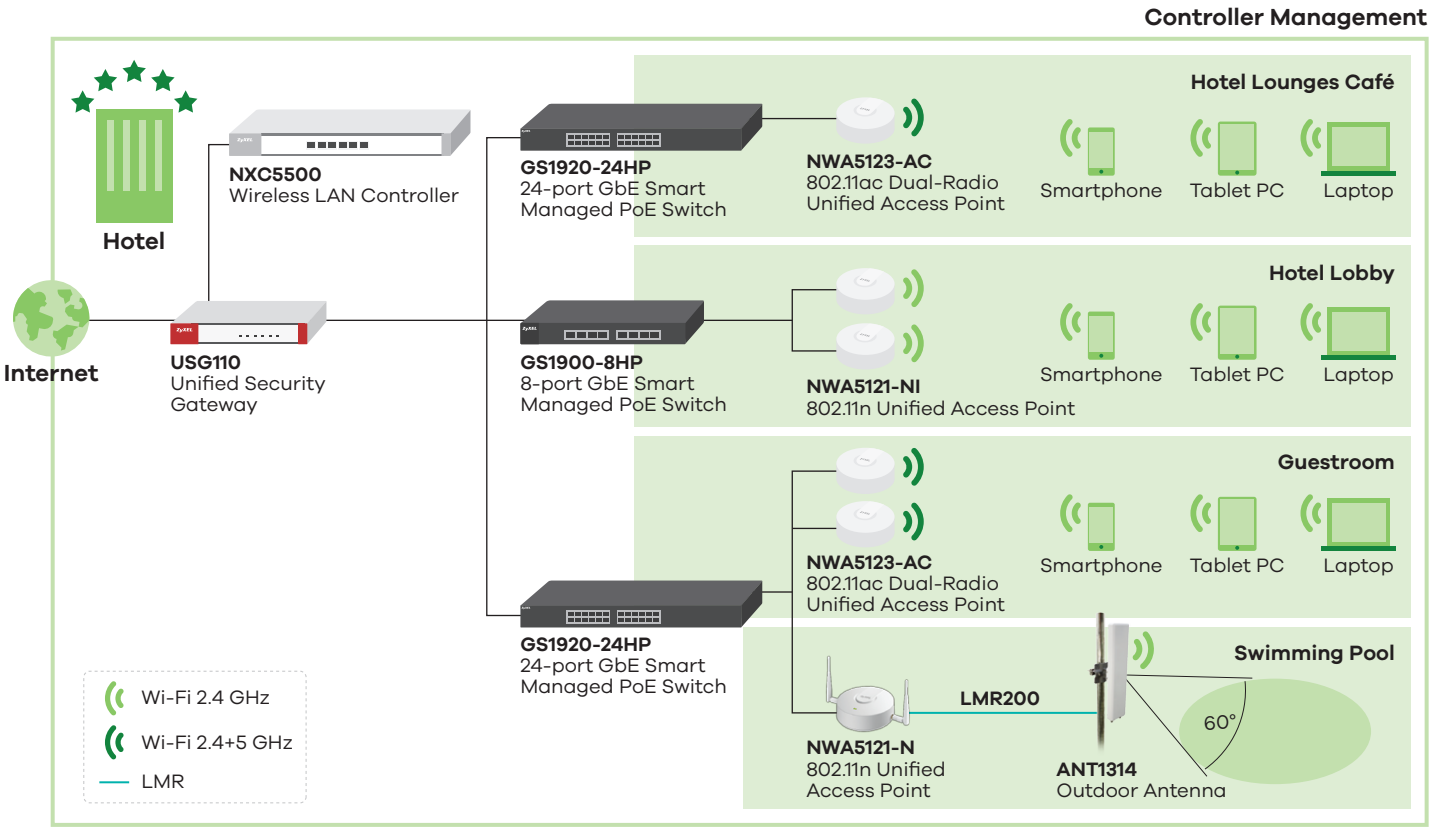 Controller Management
Hotel
Internet
ZyXEL
NXC5500
Wireless LAN Controller
ZyXEL
USG110
Unified Security
Gateway
GS1920-24HP
24-port GbE Smart
Managed PoE Switch
Hotel Lounges Café
NWA5123-AC
802.11ac Dual-Radio
Unified Access Point
Smartphone
Tablet PC
Laptop
ZyXEL
GS1900-8HP
8-port GbE Smart
Managed PoE Switch
Hotel Lobby
NWA5121-NI
802.11n Unified Access Point
Smartphone
Tablet PC
Laptop
Guestroom
NWA5123-AC
802.11ac Dual-Radio
Unified Access Point
Smartphone
Tablet PC
Laptop
GS1920-24HP
24-port GbE Smart
Managed PoE Switch
Swimming Pool
LMR200
60°
NWA5121-N
802.11n Unified
Access Point
ANT1314
Outdoor Antenna
Wi-Fi 2.4 GHz
Wi-Fi 2.4+5 GHz
LMR